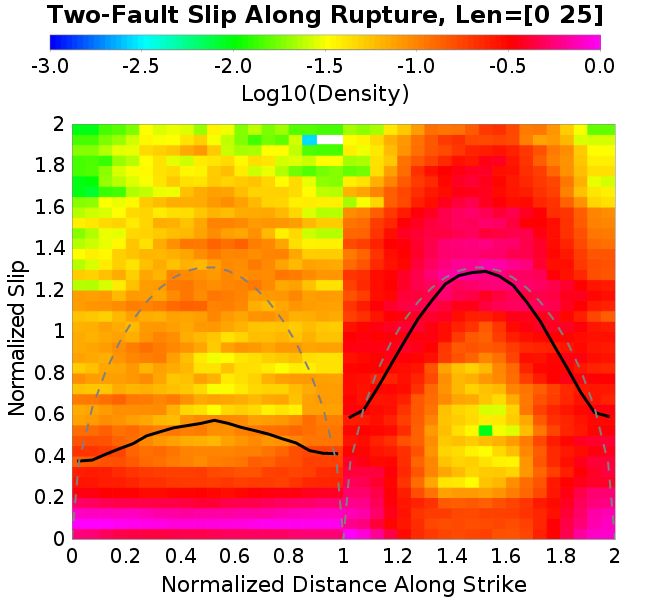 Two-Fault Slip Along Rupture, Len=[0 25]
-3.0 -2.5 -2.0 -1.5 -1.0 -0.5 0.0
Log10(Density)
Normalized Slip
2
1.8
1.6
1.4
1.2
1
0.8
0.6
0.4
0.2
0
0 0.2 0.4 0.6 0.8 1 1.2 1.4 1.6 1.8 2
Normalized Distance Along Strike